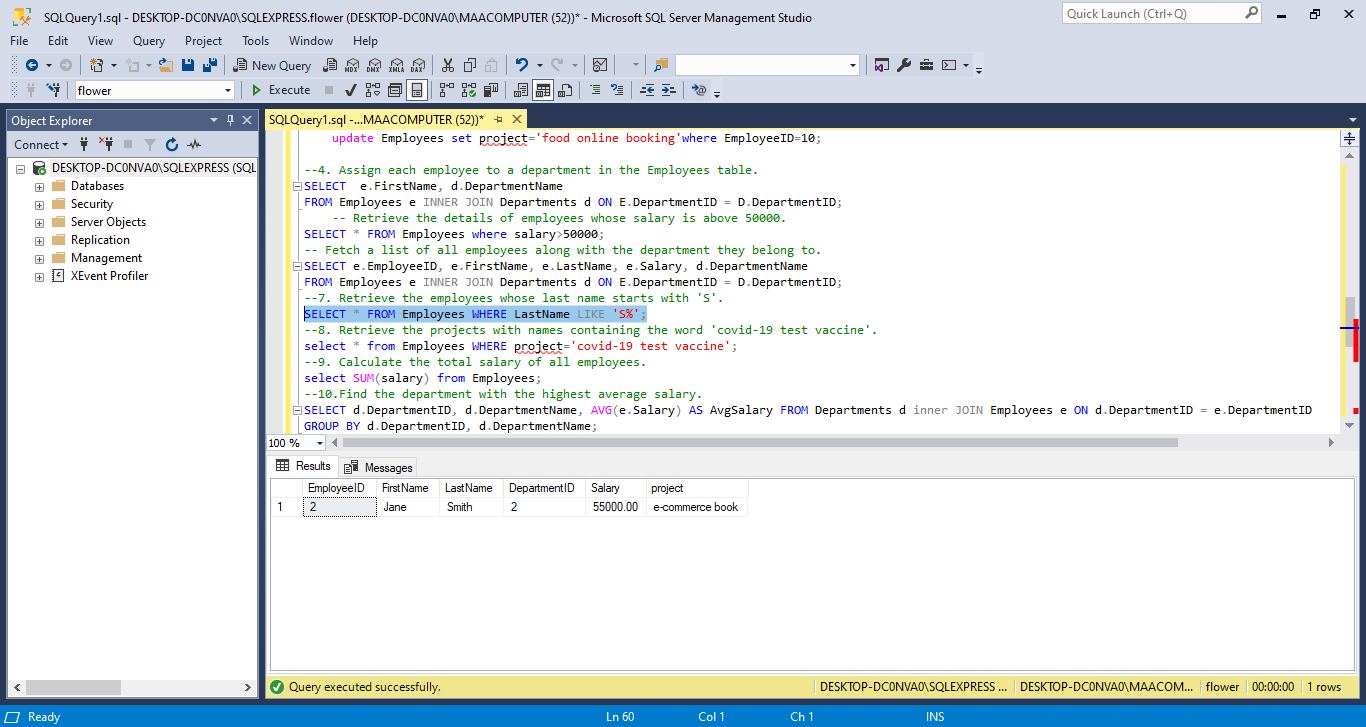 SQLQuery1.sql - DESKTOP-DC0NVA0\SQLEXPRESS.flower (DESKTOP-DC0NVA0\MAACOMPUTER (52))* - Microsoft SQL Server Management Studio
Quick Launch (Ctrl+Q)
File Edit View Query Project Tools Window Help
New Query MDX DMX XMLA DAX
flower Execute
Object Explorer
SQLQuery1.sql -...MAACOMPUTER (52))*
Connect
DESKTOP-DC0NVA0\SQLEXPRESS (SQL
Databases
Security
Server Objects
Replication
Management
XEvent Profiler
update Employees set project='food online booking'where EmployeeID=10;
--4. Assign each employee to a department in the Employees table.
SELECT  e.FirstName, d.DepartmentName
FROM Employees e INNER JOIN Departments d ON E.DepartmentID = D.DepartmentID;
-- Retrieve the details of employees whose salary is above 50000.
SELECT * FROM Employees where salary>50000;
-- Fetch a list of all employees along with the department they belong to.
SELECT e.EmployeeID, e.FirstName, e.LastName, e.Salary, d.DepartmentName
FROM Employees e INNER JOIN Departments d ON E.DepartmentID = D.DepartmentID;
--7. Retrieve the employees whose last name starts with 'S'.
SELECT * FROM Employees WHERE LastName LIKE 'S%';
--8. Retrieve the projects with names containing the word 'covid-19 test vaccine'.
select * from Employees WHERE project='covid-19 test vaccine';
--9. Calculate the total salary of all employees.
select SUM(salary) from Employees;
--10.Find the department with the highest average salary.
SELECT d.DepartmentID, d.DepartmentName, AVG(e.Salary) AS AvgSalary FROM Departments d inner JOIN Employees e ON d.DepartmentID = e.DepartmentID
GROUP BY d.DepartmentID, d.DepartmentName;
100 %
Results Messages
EmployeeID FirstName LastName DepartmentID Salary project
1 2 Jane Smith 2 55000.00 e-commerce book
Query executed successfully. DESKTOP-DC0NVA0\SQLEXPRESS ... DESKTOP-DC0NVA0\MAACOM... flower 00:00:00 1 rows
Ready Ln 60 Col 1 Ch 1 INS